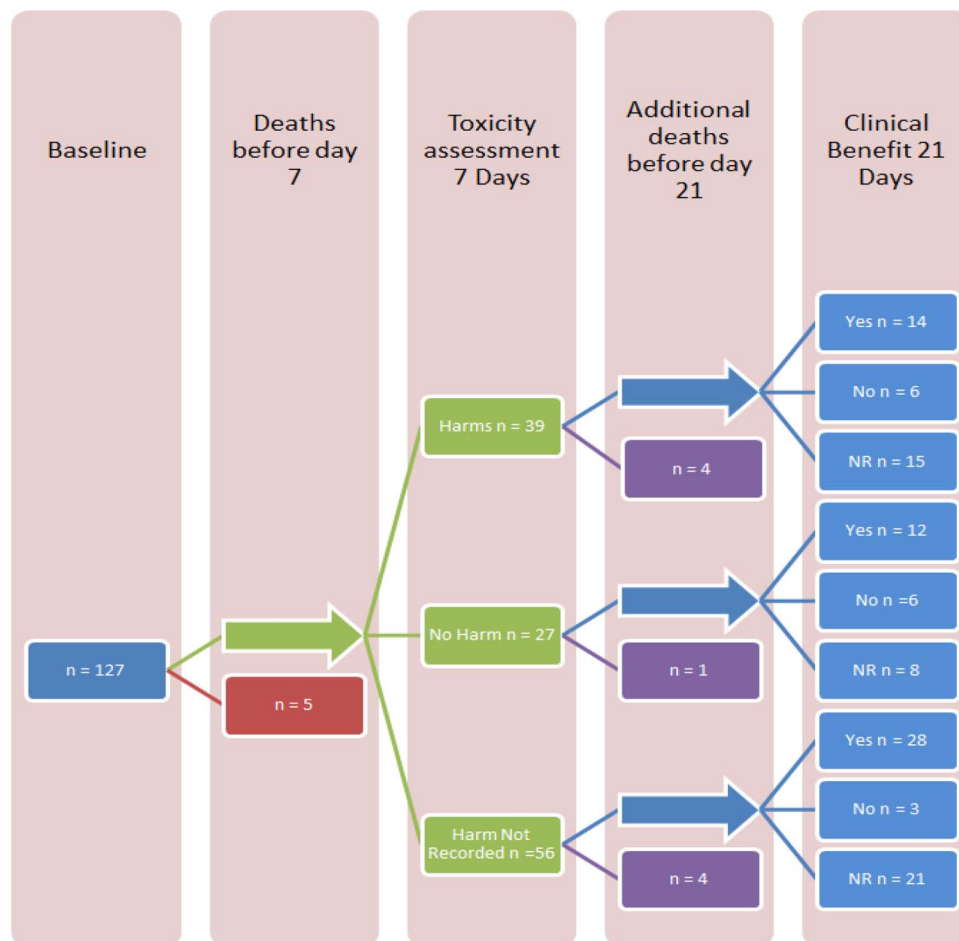 Baseline
Deaths
before day
7
Toxicity
assessment
7 Days
Additional
deaths
before day
21
Clinical
Benefit 21
Days
n = 127
n = 5
Harms n = 39
No Harm n = 27
Harm Not
Recorded n =56
n = 4
n = 1
n = 4
Yes n = 14
No n = 6
NR n = 15
Yes n = 12
No n =6
NR n = 8
Yes n = 28
No n = 3
NR n = 21